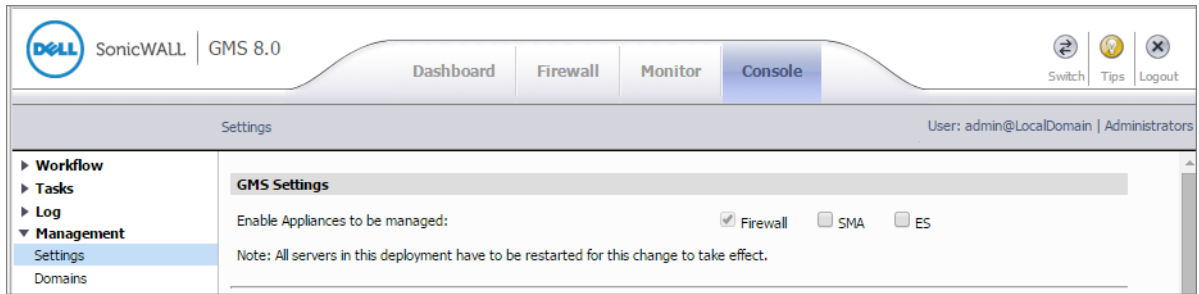 DELL SonicWALL GMS 8.0
Dashboard Firewall Monitor Console
Switch Tips Logout
Settings User: admin@LocalDomain | Administrators
Workflow
Tasks
Log
Management
Settings
Domains
GMS Settings
Enable Appliances to be managed: Firewall SMA ES
Note: All servers in this deployment have to be restarted for this change to take effect.